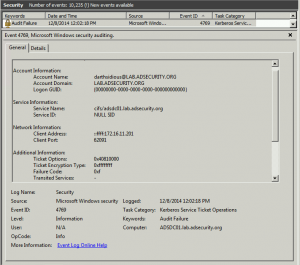 Security Number of events: 10,235 (!) New events available
Keywords Date and Time Source Event ID Task Category
Audit Failure 12/8/2014 12:02:18 PM Microsoft Windo... 4769 Kerberos Servic...
Event 4769, Microsoft Windows security auditing.
General Details
Account Information:
Account Name: darthsidious@LAB.ADSECURITY.ORG
Account Domain: LAB.ADSECURITY.ORG
Logon GUID: {00000000-0000-0000-0000-000000000000}
Service Information:
Service Name: cifs/adsdc01.lab.adsecurity.org
Service ID: NULL SID
Network Information:
Client Address: ::ffff:172.16.11.201
Client Port: 62091
Additional Information:
Ticket Options: 0x40810000
Ticket Encryption Type: 0xffffffff
Failure Code: 0xf
Transited Services: -
Log Name: Security
Source: Microsoft Windows security Logged: 12/8/2014 12:02:18 PM
Event ID: 4769 Task Category: Kerberos Service Ticket Operations
Level: Information Keywords: Audit Failure
User: N/A Computer: ADSDC01.lab.adsecurity.org
OpCode: Info
More Information: Event Log Online Help